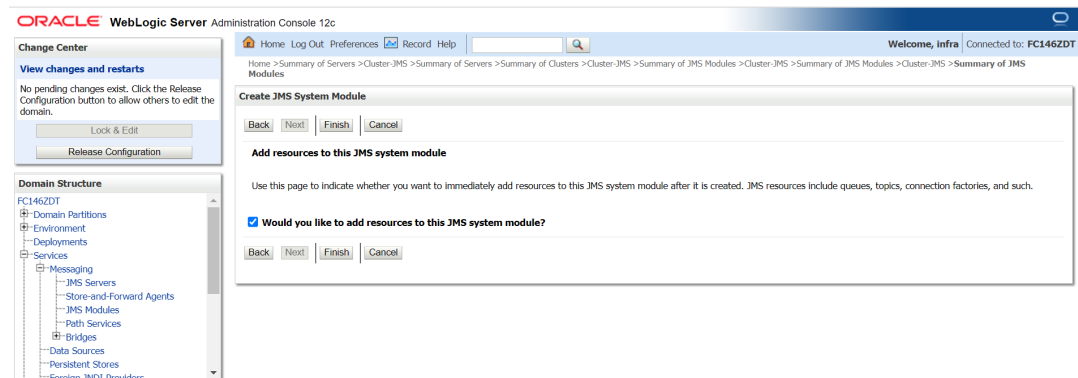 ORACLE WebLogic Server Administration Console 12c
Change Center
View changes and restarts
No pending changes exist. Click the Release
Configuration button to allow others to edit the
domain.
Lock & Edit
Release Configuration
Domain Structure
FC146ZDT
Domain Partitions
Environment
Deployments
Services
Messaging
JMS Servers
Store-and-Forward Agents
JMS Modules
Path Services
Bridges
Data Sources
Persistent Stores
Foreign JNDI Providers
Home Log Out Preferences Record Help
Welcome, infra Connected to: FC146ZDT
Home >Summary of Servers >Cluster-JMS >Summary of Servers >Summary of Clusters >Cluster-JMS >Summary of JMS Modules >Cluster-JMS >Summary of JMS Modules >Cluster-JMS >Summary of JMS
Modules
Create JMS System Module
Back Next Finish Cancel
Add resources to this JMS system module
Use this page to indicate whether you want to immediately add resources to this JMS system module after it is created. JMS resources include queues, topics, connection factories, and such.
Would you like to add resources to this JMS system module?
Back Next Finish Cancel